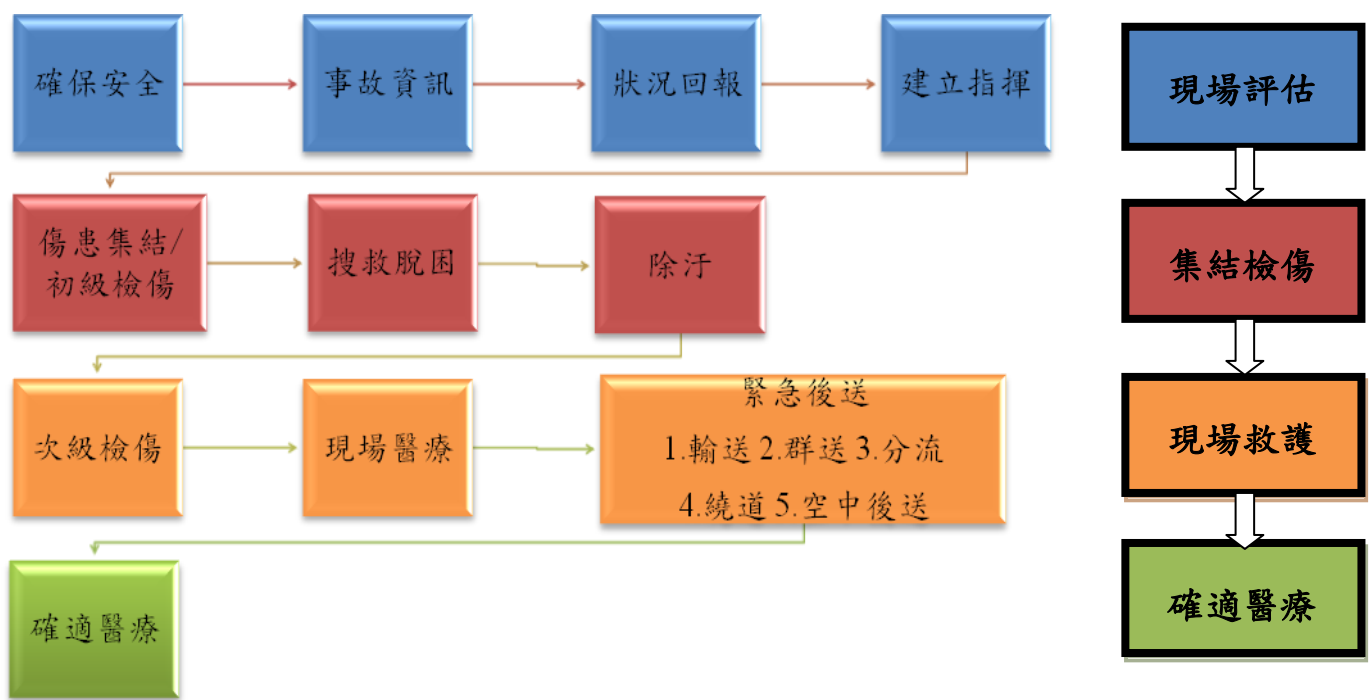 確保安全
事故資訊
狀況回報
建立指揮
現場評估
傷患集結/
初級檢傷
搜救脫困
除汙
集結檢傷
次級檢傷
現場醫療
緊急後送
1.輸送 2.群送 3.分流
4.繞道 5.空中後送
現場救護
確適醫療
確適醫療